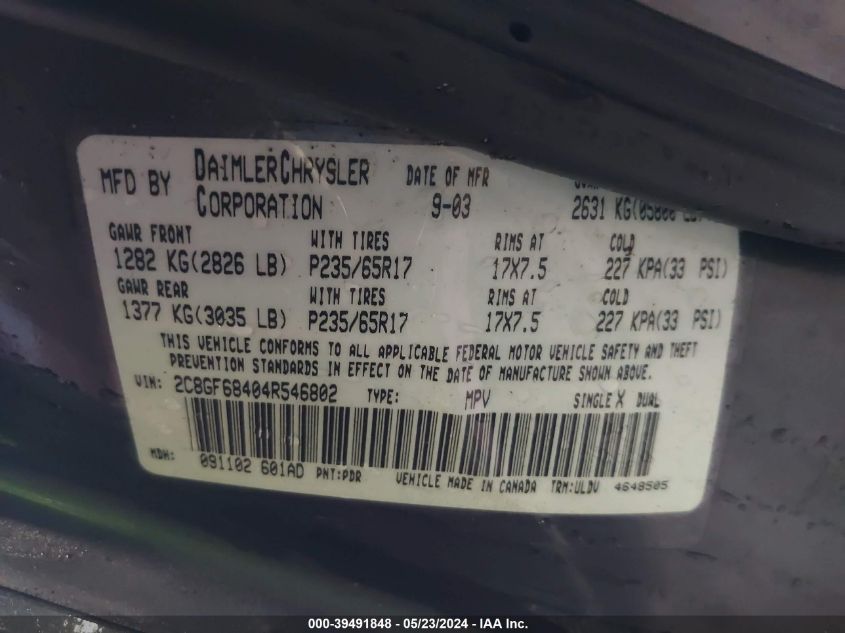 MFD BY DAIMLERCHRYSLER CORPORATION DATE OF MFR 9-03 2631 KG(05800
GAWR FRONT WITH TIRES RIMS AT COLD
1282 KG(2826 LB) P235/65R17 17X7.5 227 KPA(33 PSI)
GAWR REAR WITH TIRES RIMS AT COLD
1377 KG(3035 LB) P235/65R17 17X7.5 227 KPA(33 PSI)
THIS VEHICLE CONFORMS TO ALL APPLICABLE FEDERAL MOTOR VEHICLE SAFETY AND THEFT
PREVENTION STANDARDS IN EFFECT ON THE DATE OF MANUFACTURE SHOWN ABOVE.
VIN: 2C8GF68404R546802 TYPE: MPV SINGLE X DUAL
MDH: 091102 601AD PNT:PDR VEHICLE MADE IN CANADA TRM:ULDV 4648505
000-39491848 - 05/23/2024 - IAA Inc.